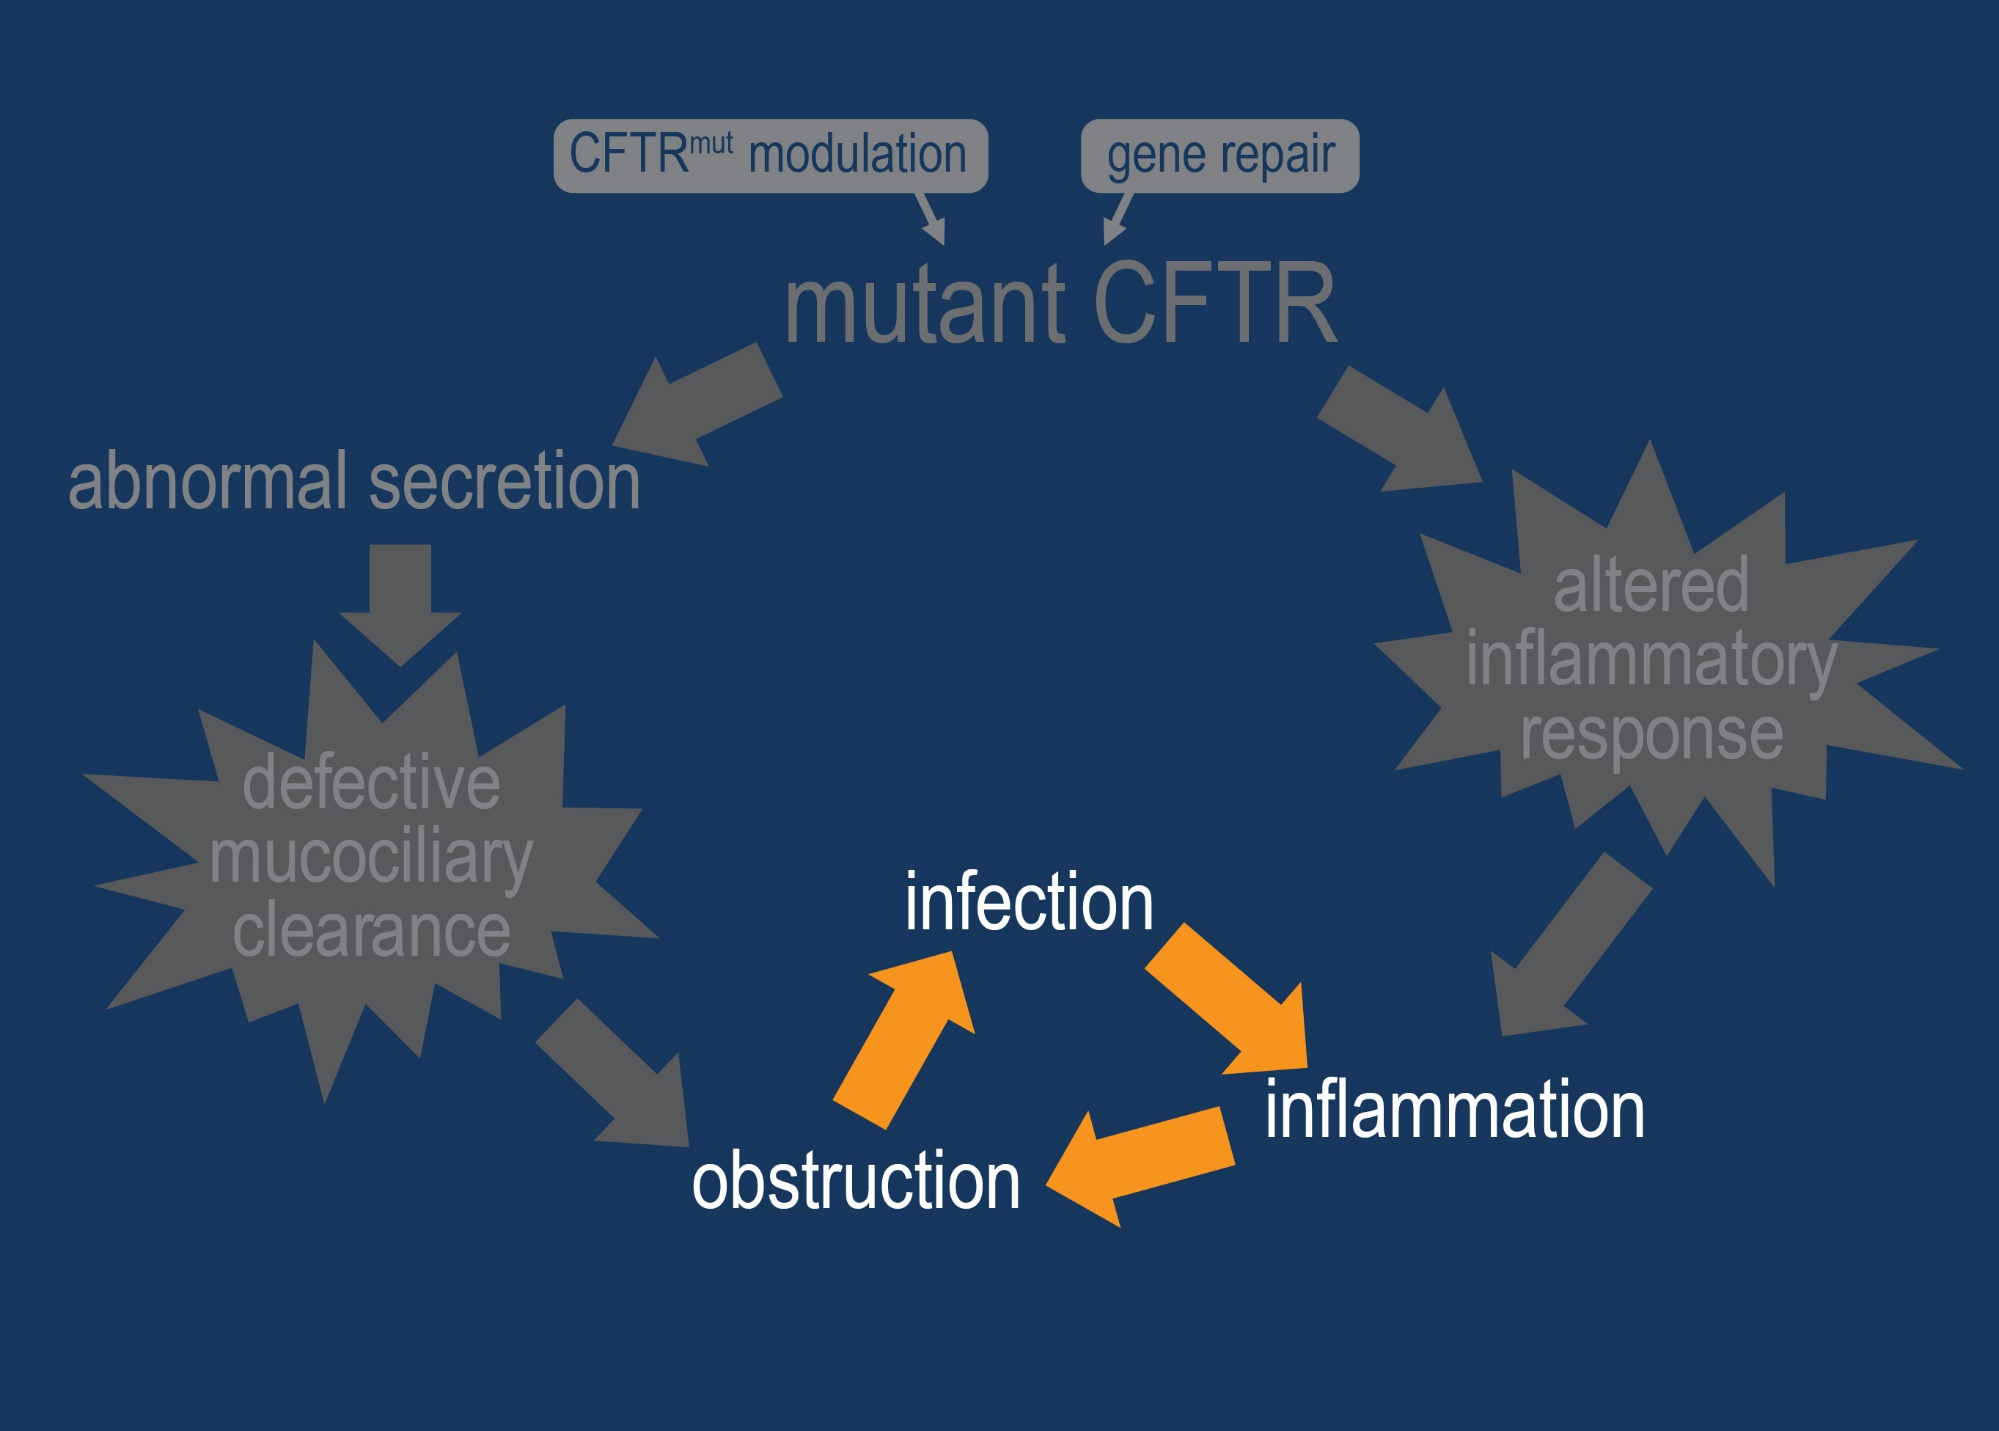 CFTRmut modulation
gene repair
mutant CFTR
abnormal secretion
altered
inflammatory
response
defective
mucociliary
clearance
infection
inflammation
obstruction